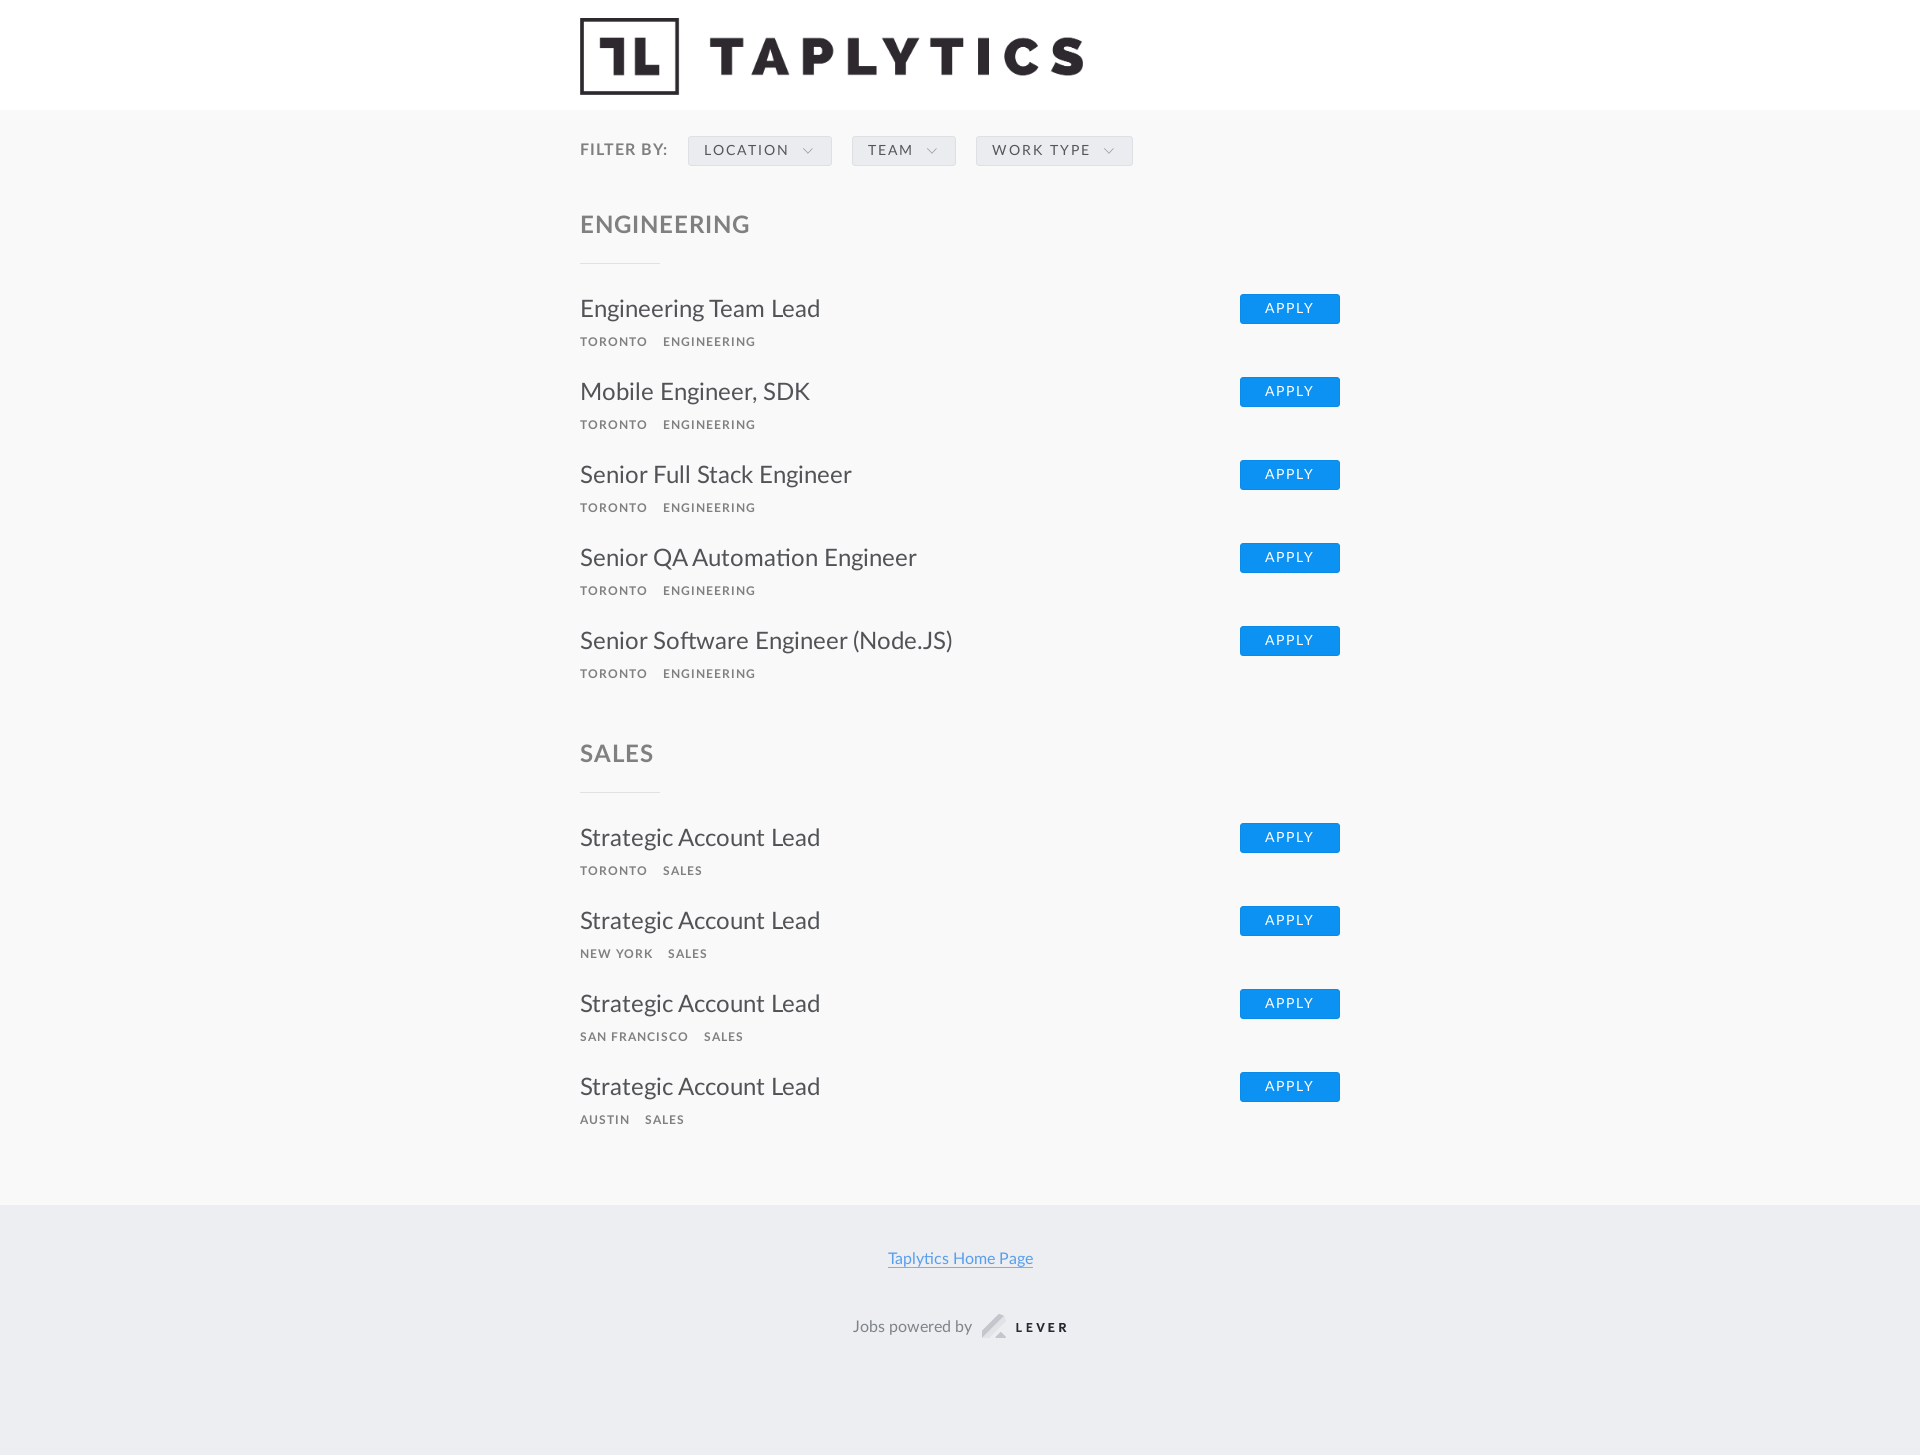 TL TAPLYTICS
FILTER BY: LOCATION TEAM WORK TYPE
ENGINEERING
Engineering Team Lead APPLY
TORONTO ENGINEERING
Mobile Engineer, SDK APPLY
TORONTO ENGINEERING
Senior Full Stack Engineer APPLY
TORONTO ENGINEERING
Senior QA Automation Engineer APPLY
TORONTO ENGINEERING
Senior Software Engineer (Node.JS) APPLY
TORONTO ENGINEERING
SALES
Strategic Account Lead APPLY
TORONTO SALES
Strategic Account Lead APPLY
NEW YORK SALES
Strategic Account Lead APPLY
SAN FRANCISCO SALES
Strategic Account Lead APPLY
AUSTIN SALES
Taplytics Home Page
Jobs powered by LEVER